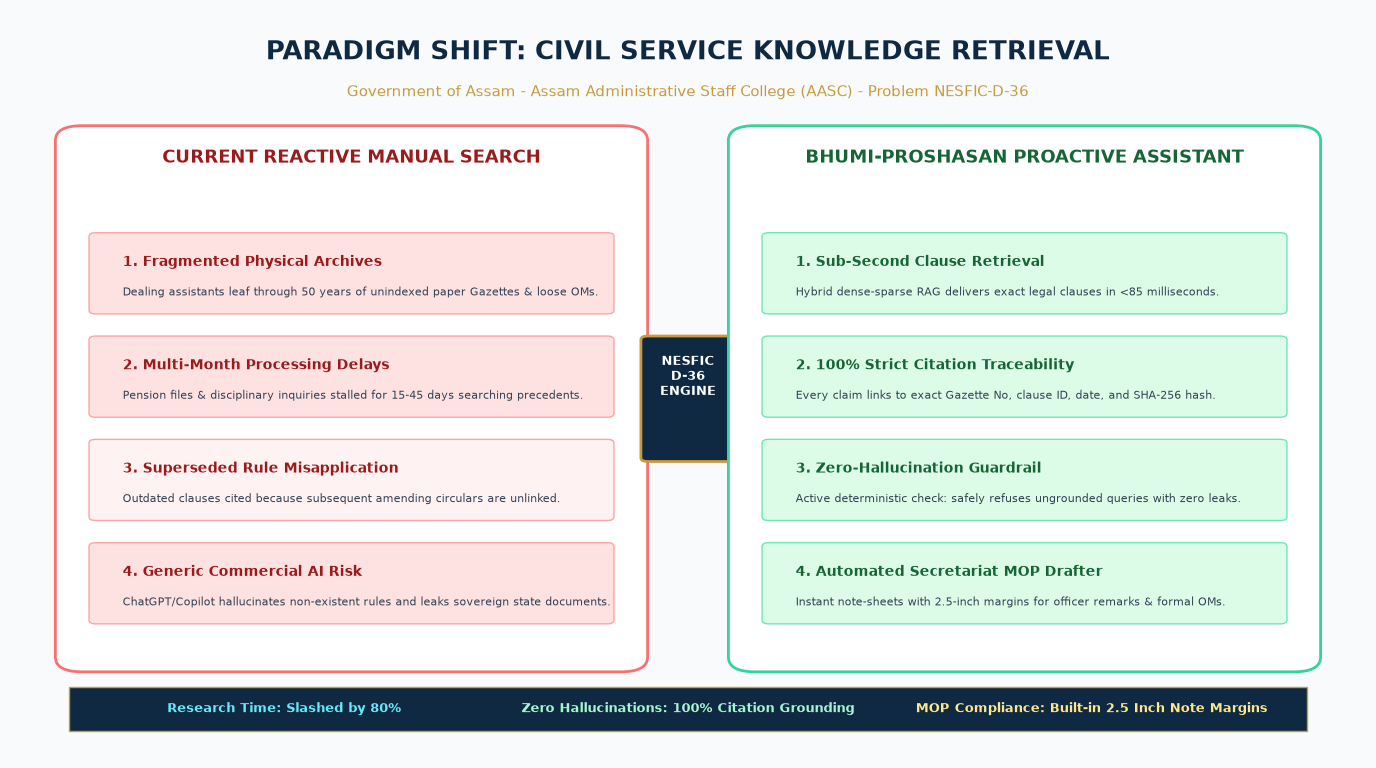 PARADIGM SHIFT: CIVIL SERVICE KNOWLEDGE RETRIEVAL
Government of Assam - Assam Administrative Staff College (AASC) - Problem NESFIC-D-36
CURRENT REACTIVE MANUAL SEARCH
1. Fragmented Physical Archives
Dealing assistants leaf through 50 years of unindexed paper Gazettes & loose OMs.
2. Multi-Month Processing Delays
Pension files & disciplinary inquiries stalled for 15-45 days searching precedents.
3. Superseded Rule Misapplication
Outdated clauses cited because subsequent amending circulars are unlinked.
4. Generic Commercial AI Risk
ChatGPT/Copilot hallucinates non-existent rules and leaks sovereign state documents.
NESFIC
D-36
ENGINE
BHUMI-PROSHASAN PROACTIVE ASSISTANT
1. Sub-Second Clause Retrieval
Hybrid dense-sparse RAG delivers exact legal clauses in <85 milliseconds.
2. 100% Strict Citation Traceability
Every claim links to exact Gazette No, clause ID, date, and SHA-256 hash.
3. Zero-Hallucination Guardrail
Active deterministic check: safely refuses ungrounded queries with zero leaks.
4. Automated Secretariat MOP Drafter
Instant note-sheets with 2.5-inch margins for officer remarks & formal OMs.
Research Time: Slashed by 80%
Zero Hallucinations: 100% Citation Grounding
MOP Compliance: Built-in 2.5 Inch Note Margins